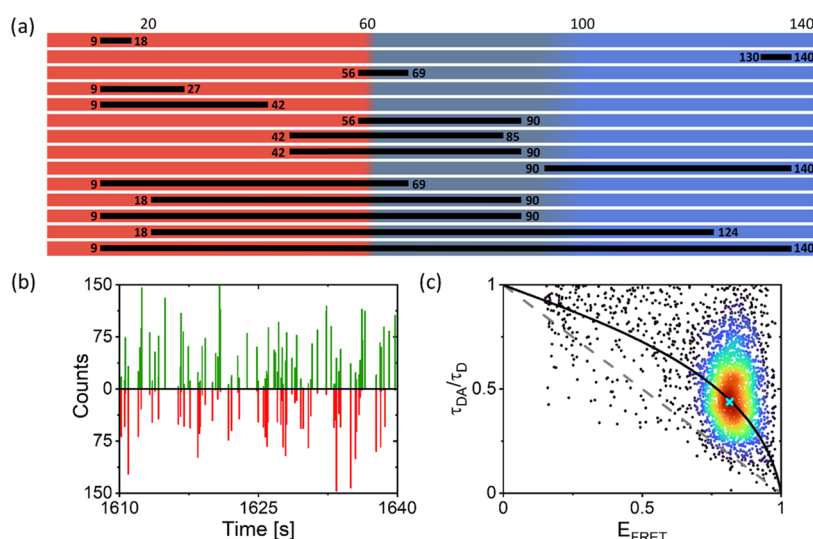 (a)
20 60 100 140
9 18
130 140
56 69
9 27
9 42
56 90
42 85
42 90
90 140
9 69
18 90
9 90
18 124
9 140
(b)
150
75
0
75
150
Counts
1610 1625 1640
Time [s]
(c)
1
0.5
0
τDA/τD
0 0.5 1
EFRET